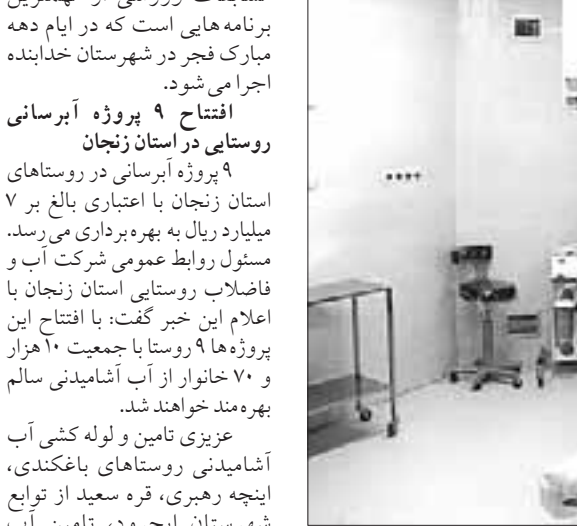 برنامه‌هایی است که در ایام دهه
مبارک فجر در شهرستان خدابنده
اجرا می‌شود.
افتتاح ۹ پروژه آبرسانی
روستایی در استان زنجان
۹ پروژه آبرسانی در روستاهای
استان زنجان با اعتباری بالغ بر ۷
میلیارد ریال به بهره‌برداری می‌رسد.
مسئول روابط عمومی شرکت آب و
فاضلاب روستایی استان زنجان با
اعلام این خبر گفت: با افتتاح این
پروژه‌ها ۹ روستا با جمعیت ۱۰ هزار
و ۷۰ خانوار از آب آشامیدنی سالم
بهره‌مند خواهند شد.
عزیزی تامین و لوله کشی آب
آشامیدنی روستاهای باغکندی،
اینچه رهبری، قره سعید از توابع